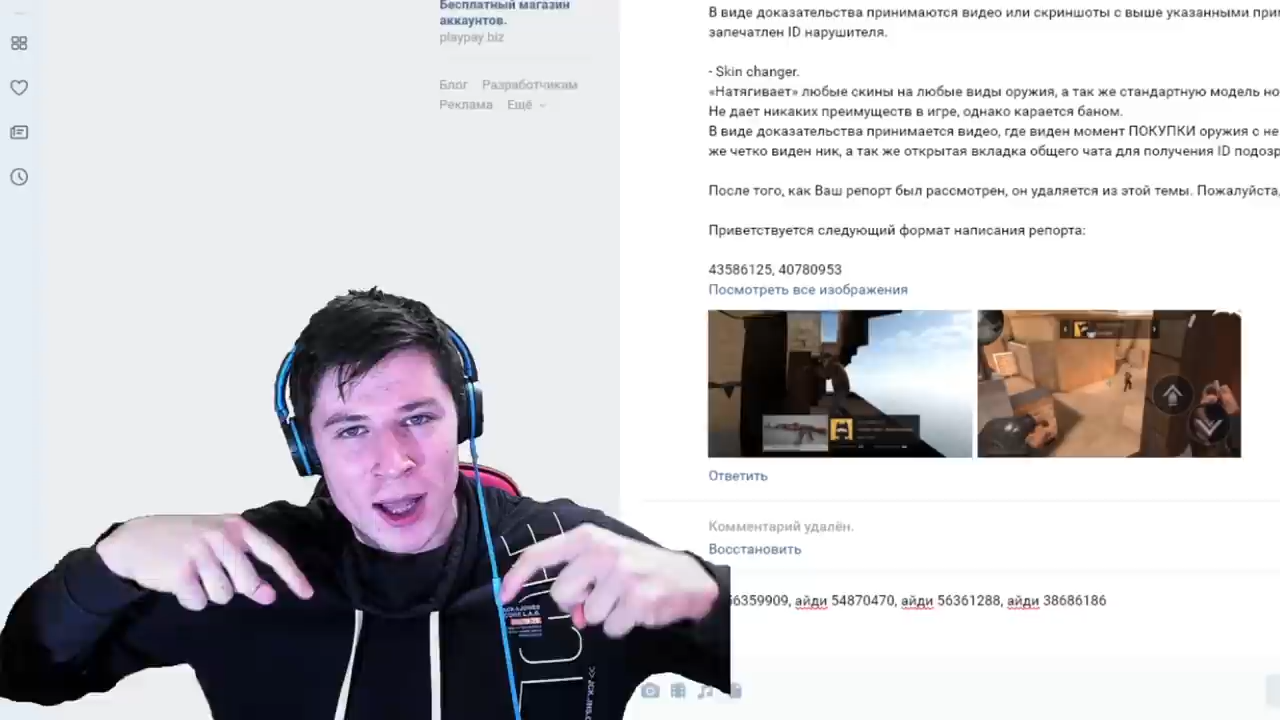 Бесплатный магазин
аккаунтов.
playpay.biz
Блог Разработчикам
Реклама Ещё
В виде доказательства принимаются видео или скриншоты с выше указанными
запечатлен ID нарушителя.
- Skin changer.
«Натягивает» любые скины на любые виды оружия, а так же стандартную модель
Не дает никаких преимуществ в игре, однако карается баном.
В виде доказательства принимается видео, где виден момент ПОКУПКИ оружия с
же четко виден ник, а так же открытая вкладка общего чата для получения ID
После того, как Ваш репорт был рассмотрен, он удаляется из этой темы. Пожалуйста,
Приветствуется следующий формат написания репорта:
43586125, 40780953
Посмотреть все изображения
Ответить
Комментарий удалён.
Восстановить
56359909, айди 54870470, айди 56361288, айди 38686186